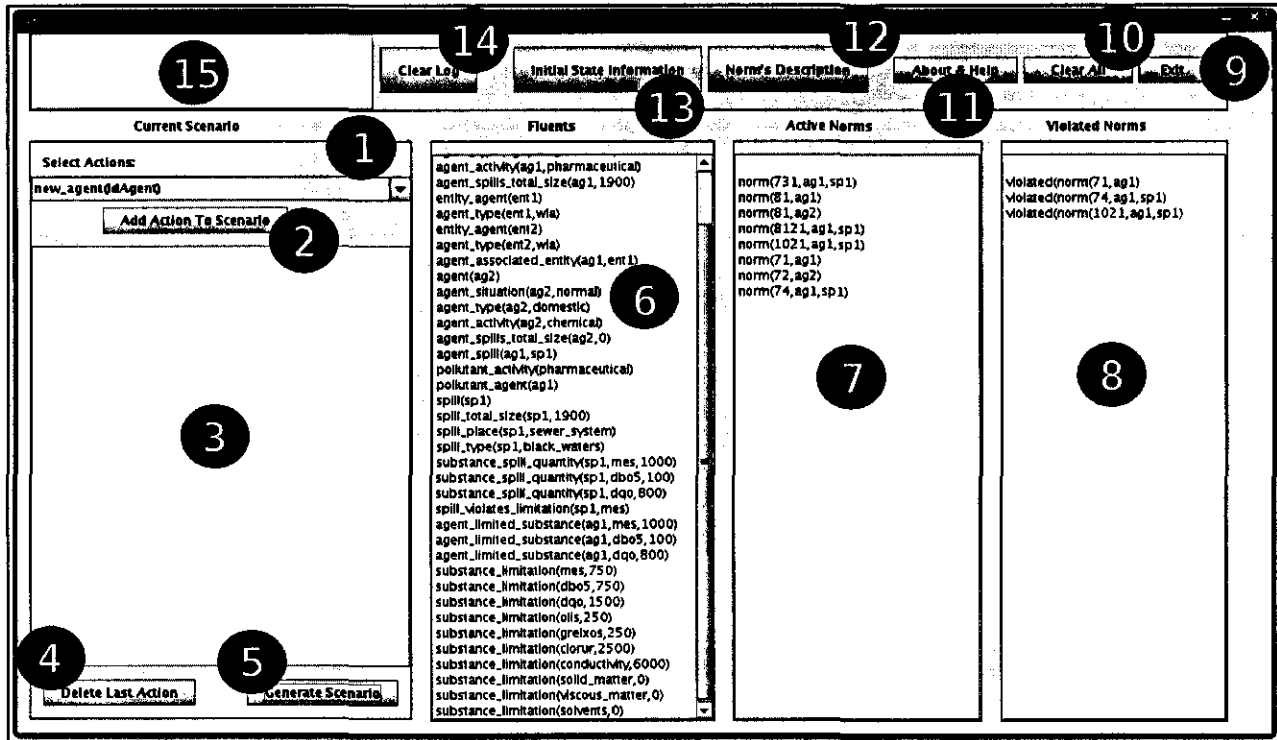 15
Clear Log
14
Initial State Information
13
Norm's Description
12
About & Help
11
Clear All
10
Exit
9
Current Scenario
Fluents
Active Norms
Violated Norms
1
Select Actions:
new_agent(idAgent)
Add Action To Scenario
2
3
4
Delete Last Action
5
Generate Scenario
agent_activity(ag1,pharmaceutical)
agent_spills_total_size(ag1,1900)
entity_agent(ent1)
agent_type(ent1,wla)
entity_agent(ent2)
agent_type(ent2,wla)
agent_associated_entity(ag1,ent1)
agent(ag2)
agent_situation(ag2,normal)
agent_type(ag2,domestic)
agent_activity(ag2,chemical)
agent_spills_total_size(ag2,0)
agent_spill(ag1,sp1)
pollutant_activity(pharmaceutical)
pollutant_agent(ag1)
spill(sp1)
spill_total_size(sp1,1900)
spill_place(sp1,sewer_system)
spill_type(sp1,black_waters)
substance_spill_quantity(sp1,mes,1000)
substance_spill_quantity(sp1,dbo5,100)
substance_spill_quantity(sp1,dqo,800)
spill_violates_limitation(sp1,mes)
agent_limited_substance(ag1,mes,1000)
agent_limited_substance(ag1,dbo5,100)
agent_limited_substance(ag1,dqo,800)
substance_limitation(mes,750)
substance_limitation(dbo5,750)
substance_limitation(dqo,1500)
substance_limitation(olis,250)
substance_limitation(greixos,250)
substance_limitation(clorur,2500)
substance_limitation(conductivity,6000)
substance_limitation(solid_matter,0)
substance_limitation(viscous_matter,0)
substance_limitation(solvents,0)
6
norm(731,ag1,sp1)
norm(81,ag1)
norm(81,ag2)
norm(8121,ag1,sp1)
norm(1021,ag1,sp1)
norm(71,ag1)
norm(72,ag2)
norm(74,ag1,sp1)
7
violated(norm(71,ag1)
violated(norm(74,ag1,sp1)
violated(norm(1021,ag1,sp1)
8